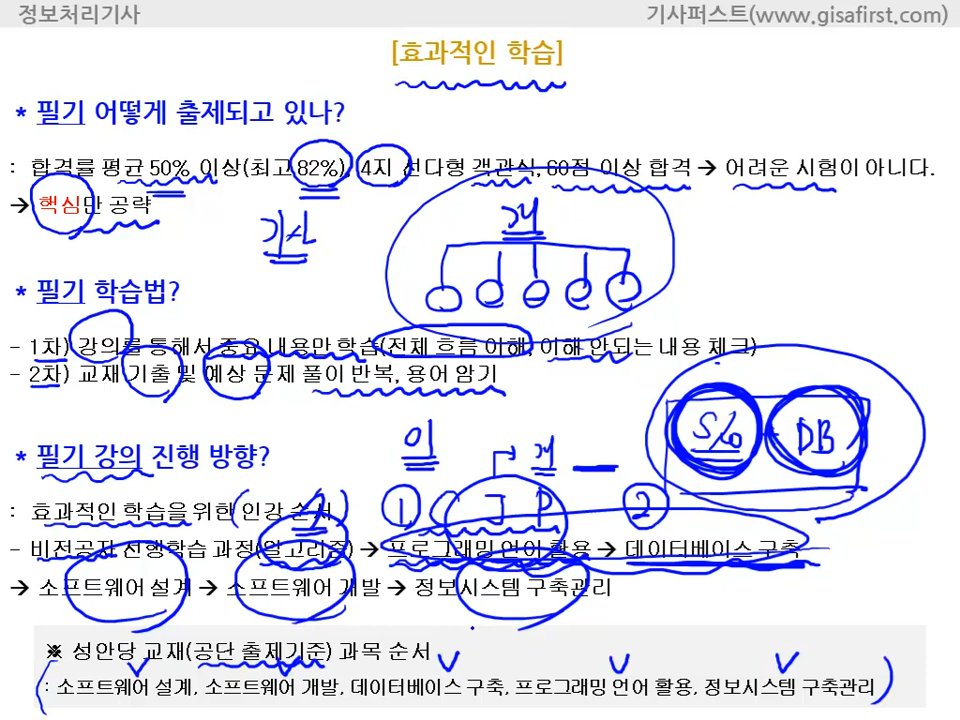 정보처리기사
기사퍼스트(www.gisafirst.com)
[효과적인 학습]
* 필기 어떻게 출제되고 있나?
: 합격률 평균 50% 이상(최고 82%), 4지 선다형 객관식, 60점 이상 합격 → 어려운 시험이 아니다.
→ 핵심만 공략
기사
* 필기 학습법?
- 1차) 강의를 통해서 중요 내용만 학습(전체 흐름 이해, 이해 안되는 내용 체크)
- 2차) 교재 기출 및 예상 문제 풀이 반복, 용어 암기
S/W DB
* 필기 강의 진행 방향?
① J P ②
: 효과적인 학습을 위한 인강 순서
- 비전공자 선행학습 과정(알고리즘) → 프로그래밍 언어 활용 → 데이터베이스 구축
→ 소프트웨어 설계 → 소프트웨어 개발 → 정보시스템 구축관리
※ 성안당 교재(공단 출제기준) 과목 순서
: 소프트웨어 설계, 소프트웨어 개발, 데이터베이스 구축, 프로그래밍 언어 활용, 정보시스템 구축관리